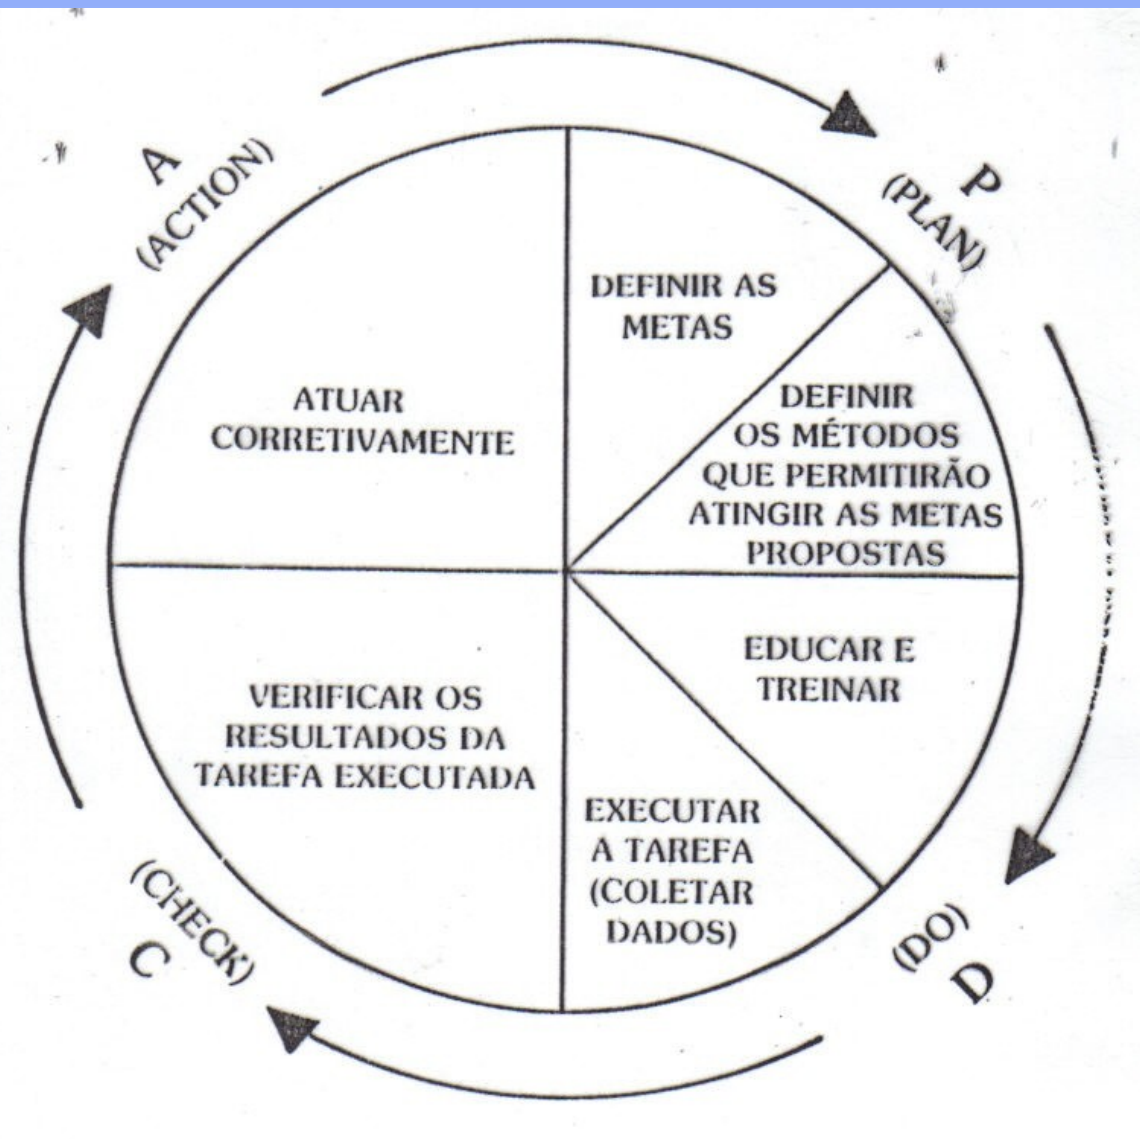 A
(ACTION)
P
(PLAN)
DEFINIR AS
METAS
DEFINIR
OS MÉTODOS
QUE PERMITIRÃO
ATINGIR AS METAS
PROPOSTAS
EDUCAR E
TREINAR
EXECUTAR
A TAREFA
(COLETAR
DADOS)
(DO)
D
VERIFICAR OS
RESULTADOS DA
TAREFA EXECUTADA
(CHECK)
C
ATUAR
CORRETIVAMENTE